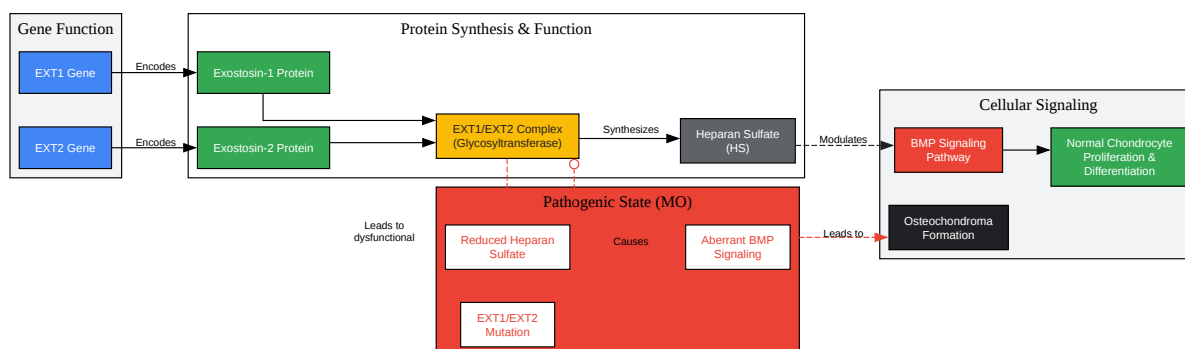 Gene Function
EXT1 Gene
EXT2 Gene
Encodes
Encodes
Protein Synthesis & Function
Exostosin-1 Protein
Exostosin-2 Protein
EXT1/EXT2 Complex
(Glycosyltransferase)
Synthesizes
Heparan Sulfate
(HS)
Modulates
Cellular Signaling
BMP Signaling
Pathway
Normal Chondrocyte
Proliferation &
Differentiation
Osteochondroma
Formation
Leads to
dysfunctional
Pathogenic State (MO)
Reduced Heparan
Sulfate
Causes
Aberrant BMP
Signaling
Leads to
EXT1/EXT2
Mutation